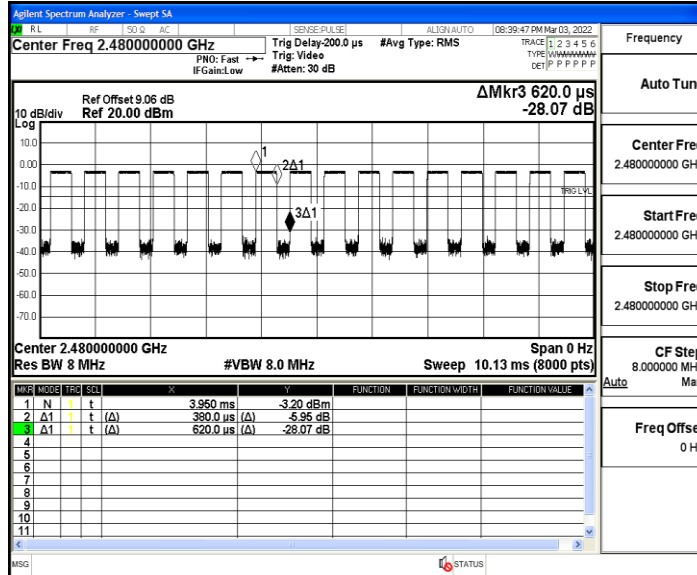 Agilent Spectrum Analyzer - Swept SA
RL RF 50 Ω AC SENSE:PULSE ALIGN AUTO 08:39:47 PM Mar 03, 2022
Center Freq 2.480000000 GHz Trig Delay-200.0 μs #Avg Type: RMS TRACE 1 2 3 4 5 6
PNO: Fast Trig: Video TYPE WWWWWW
IFGain:Low #Atten: 30 dB DET P P P P P P
Frequency
Auto Tun
Center Fre
2.480000000 GH
Start Fre
2.480000000 GH
Stop Fre
2.480000000 GH
CF Ste
8.000000 MH
Auto Ma
Freq Offse
0 H
Ref Offset 9.06 dB ΔMkr3 620.0 μs
10 dB/div Ref 20.00 dBm -28.07 dB
Log
10.0
0.00
-10.0
-20.0
-30.0
-40.0
-50.0
-60.0
-70.0
1
2Δ1
3Δ1
TRIG LVL
Center 2.480000000 GHz Span 0 Hz
Res BW 8 MHz #VBW 8.0 MHz Sweep 10.13 ms (8000 pts)
MKR MODE TRC SCL X Y FUNCTION FUNCTION WIDTH FUNCTION VALUE
1 N 1 t 3.950 ms -3.20 dBm
2 Δ1 1 t (Δ) 380.0 μs (Δ) -5.95 dB
3 Δ1 1 t (Δ) 620.0 μs (Δ) -28.07 dB
4
5
6
7
8
9
10
11
MSG STATUS